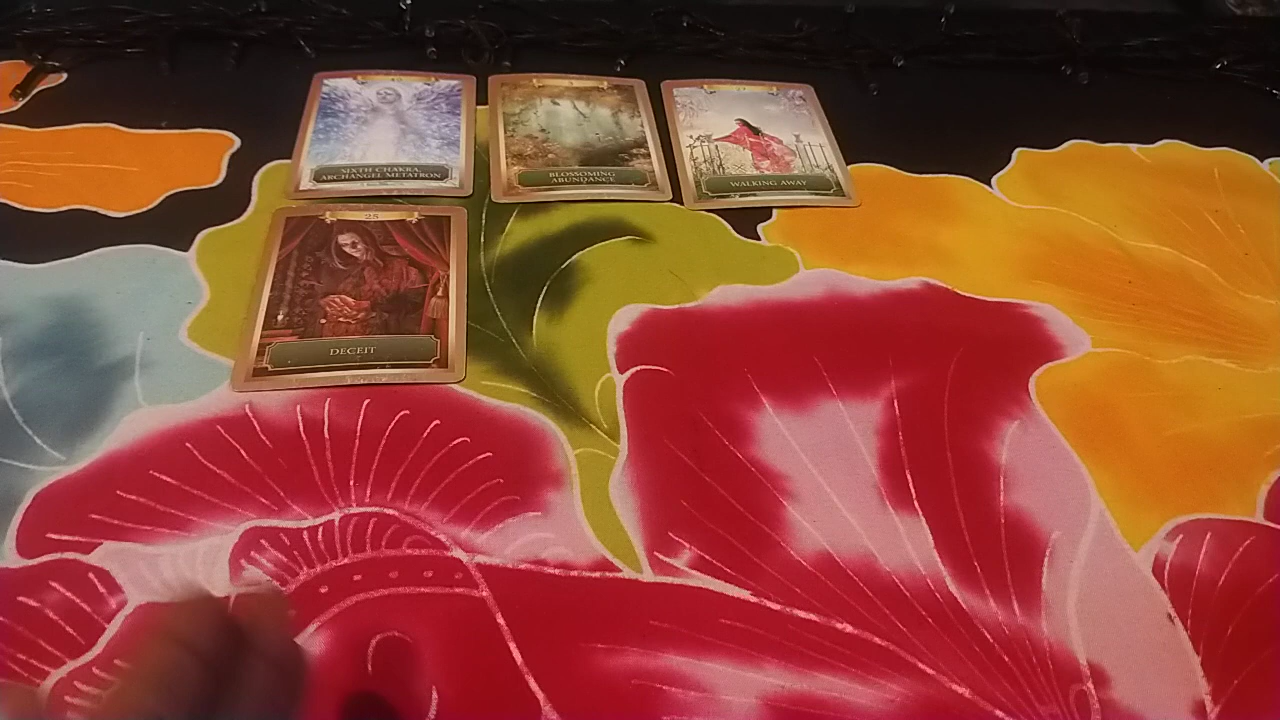 SIXTH CHAKRA,
ARCHANGEL METATRON
BLOSSOMING
ABUNDANCE
WALKING AWAY
25
DECEIT